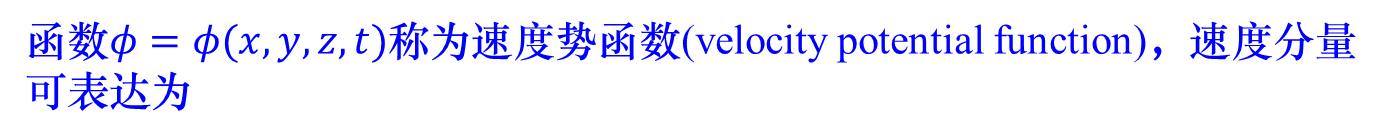 函数ϕ = ϕ(x, y, z, t)称为速度势函数(velocity potential function)，速度分量
可表达为